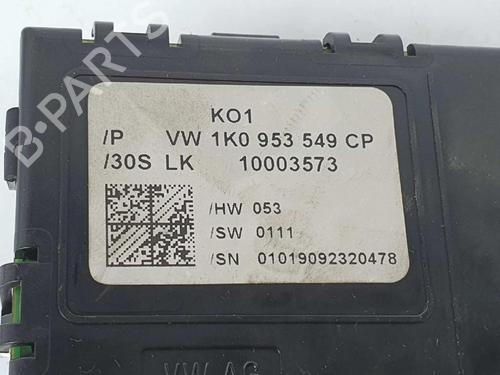 B-PARTS
KO1
/P VW 1K0 953 549 CP
/30S LK 10003573
/HW 053
/SW 0111
/SN 01019092320478
VW AG